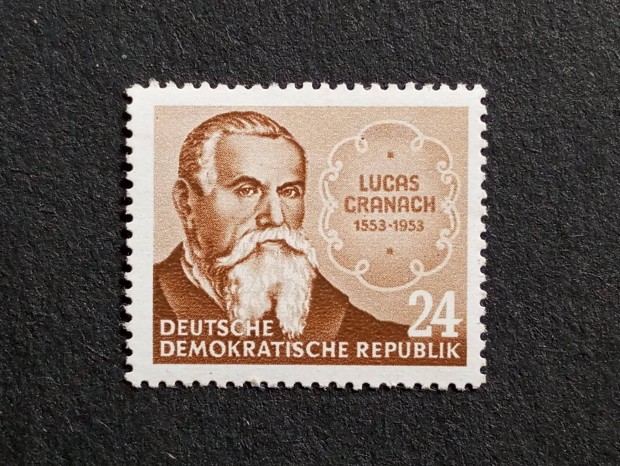 LUCAS
CRANACH
1553-1953
24
DEUTSCHE
DEMOKRATISCHE REPUBLIK